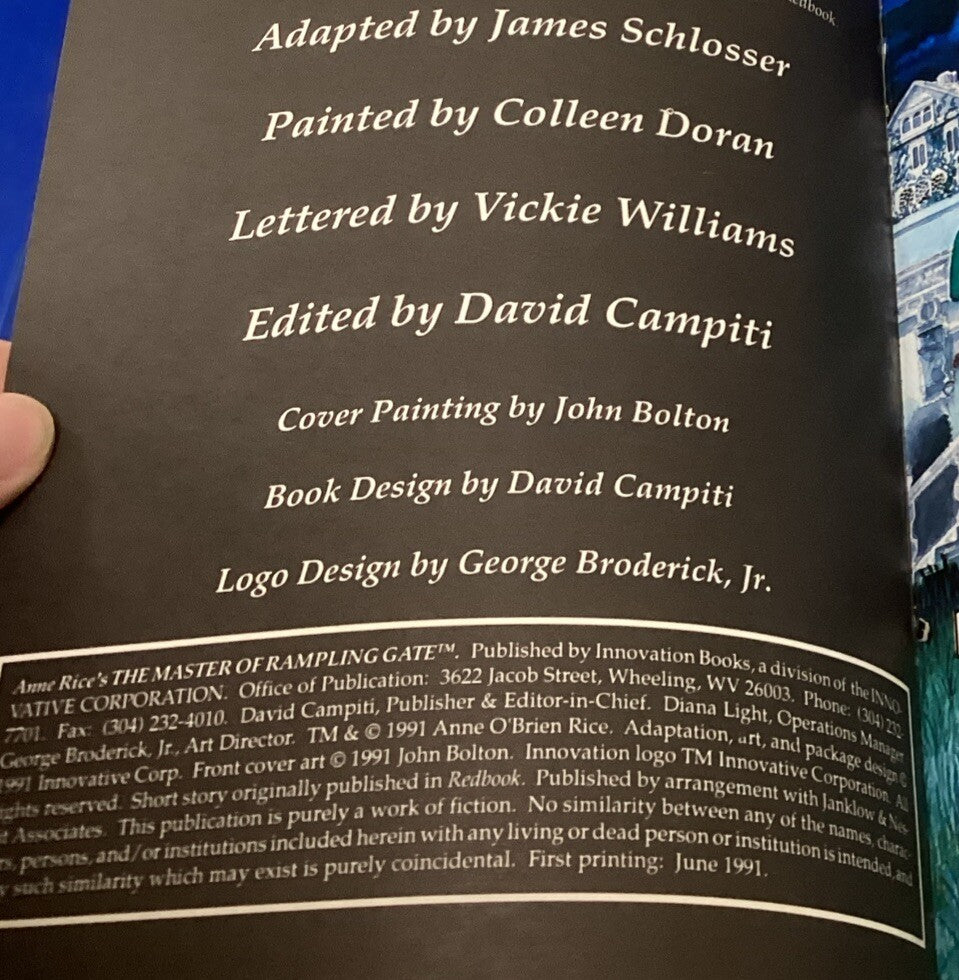 Redbook.
Adapted by James Schlosser
Painted by Colleen Doran
Lettered by Vickie Williams
Edited by David Campiti
Cover Painting by John Bolton
Book Design by David Campiti
Logo Design by George Broderick, Jr.
Anne Rice's THE MASTER OF RAMPLING GATE™. Published by Innovation Books, a division of the INNO-
VATIVE CORPORATION. Office of Publication: 3622 Jacob Street, Wheeling, WV 26003. Phone: (304) 232-
7701. Fax: (304) 232-4010. David Campiti, Publisher & Editor-in-Chief. Diana Light, Operations Manager
George Broderick, Jr., Art Director. TM & © 1991 Anne O'Brien Rice. Adaptation, art, and package design ©
1991 Innovative Corp. Front cover art © 1991 John Bolton. Innovation logo TM Innovative Corporation. All
rights reserved. Short story originally published in Redbook. Published by arrangement with Janklow & Nes-
t Associates. This publication is purely a work of fiction. No similarity between any of the names, charac-
rs, persons, and/or institutions included herein with any living or dead person or institution is intended, and
y such similarity which may exist is purely coincidental. First printing: June 1991.